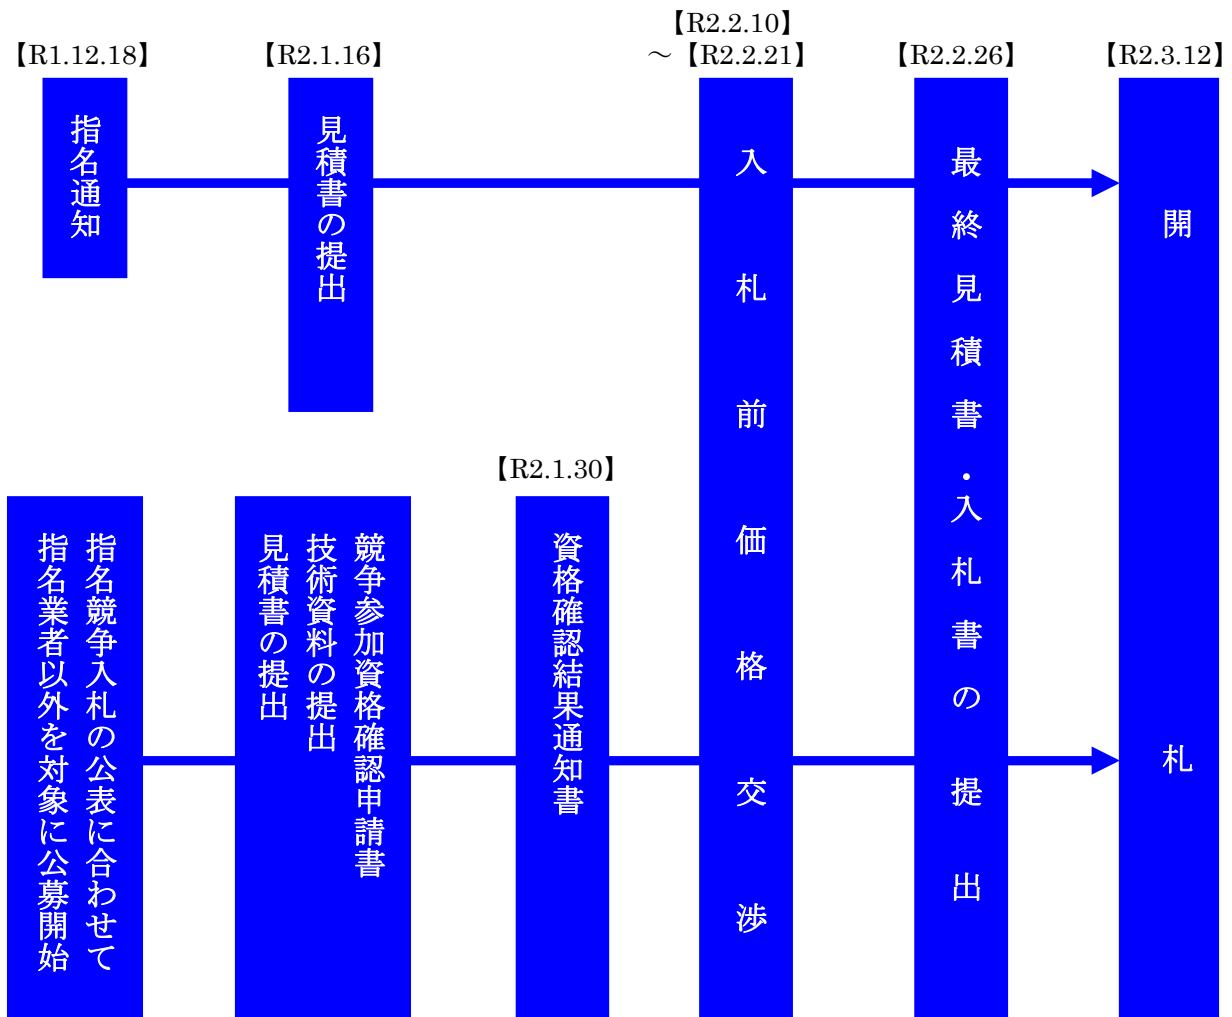 【R1.12.18】
指名通知
【R2.1.16】
見積書の提出
【R2.2.10】
～【R2.2.21】
入札前価格交渉
【R2.2.26】
最終見積書・入札書の提出
【R2.3.12】
開札
指名競争入札の公表に合わせて
指名業者以外を対象に公募開始
競争参加資格確認申請書
技術資料の提出
見積書の提出
【R2.1.30】
資格確認結果通知書